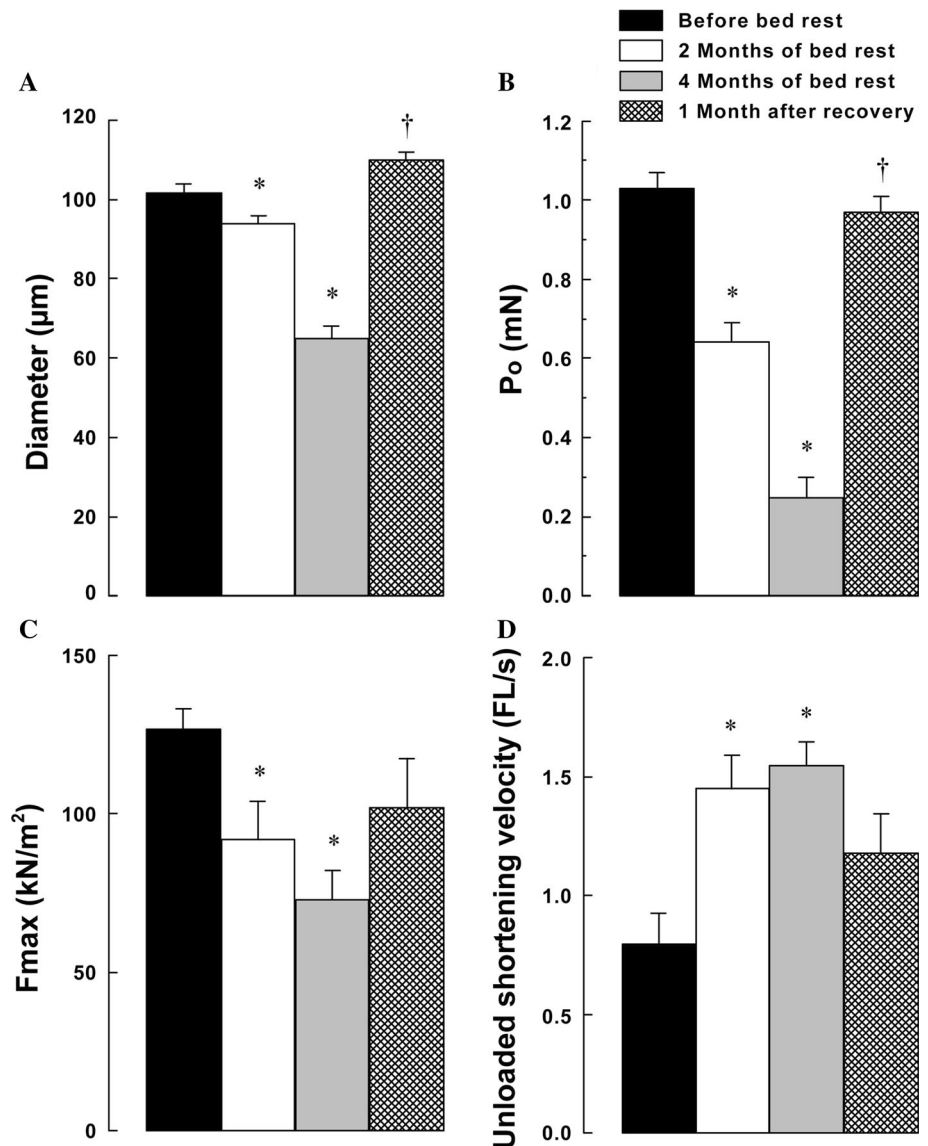 Before bed rest
2 Months of bed rest
4 Months of bed rest
1 Month after recovery
A
Diameter (µm)
120
100
80
60
40
20
0
*
*
†
B
Po (mN)
1.2
1.0
0.8
0.6
0.4
0.2
0.0
*
*
†
C
Fmax (kN/m²)
150
100
50
0
*
*
D
Unloaded shortening velocity (FL/s)
2.0
1.5
1.0
0.5
0.0
*
*